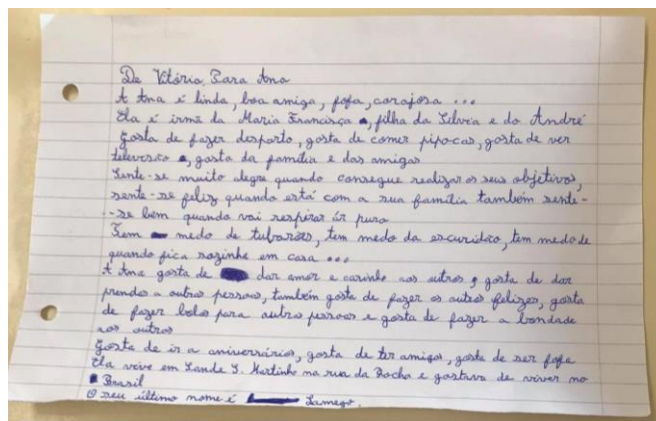 De Vitória, Para Ana
A Ana é linda, boa amiga, fofa, corajosa ...
Ela é irmã da Maria Francisca, filha da Silvia e do André
Gosta de fazer desporto, gosta de comer pipocas, gosta de ver
televisão, gosta da família e das amigas
Sente-se muito alegre quando consegue realizar os seus objetivos,
sente-se feliz quando está com a sua família também sente-
-se bem quando vai respirar ár puro
Tem medo de tubarões, tem medo da escuridão, tem medo de
quando fica sozinha em casa ...
A Ana gosta de dar amor e carinho aos outros, gosta de dar
prendas a outras pessoas, também gosta de fazer os outros felizes, gosta
de fazer bolos para outras pessoas e gosta de fazer a bondade
aos outros
Gosta de ir a aniversários, gosta de ter amigos, gosta de ser fofa
Ela vive em Sande S. Martinho na rua da Rocha e gostava de viver no
Brasil
O seu último nome é Lamego.